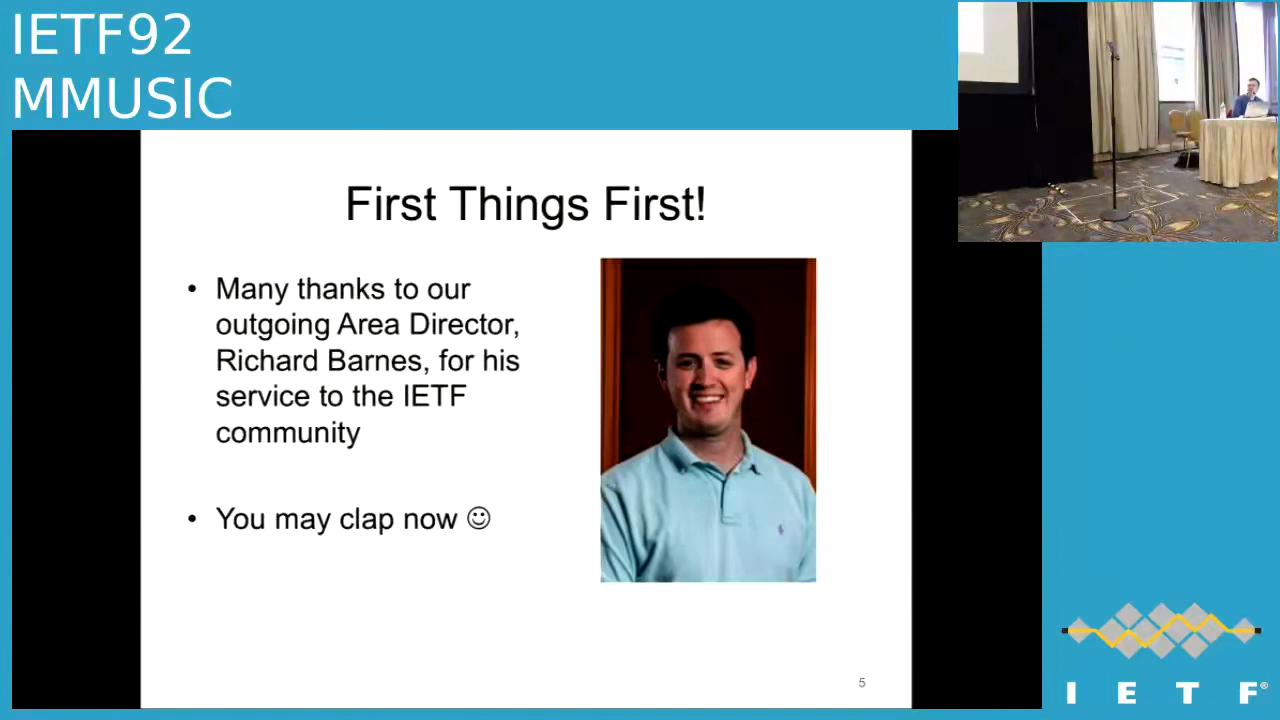 IETF92
MMUSIC
First Things First!
• Many thanks to our
outgoing Area Director,
Richard Barnes, for his
service to the IETF
community
• You may clap now ☺
5
I E T F®